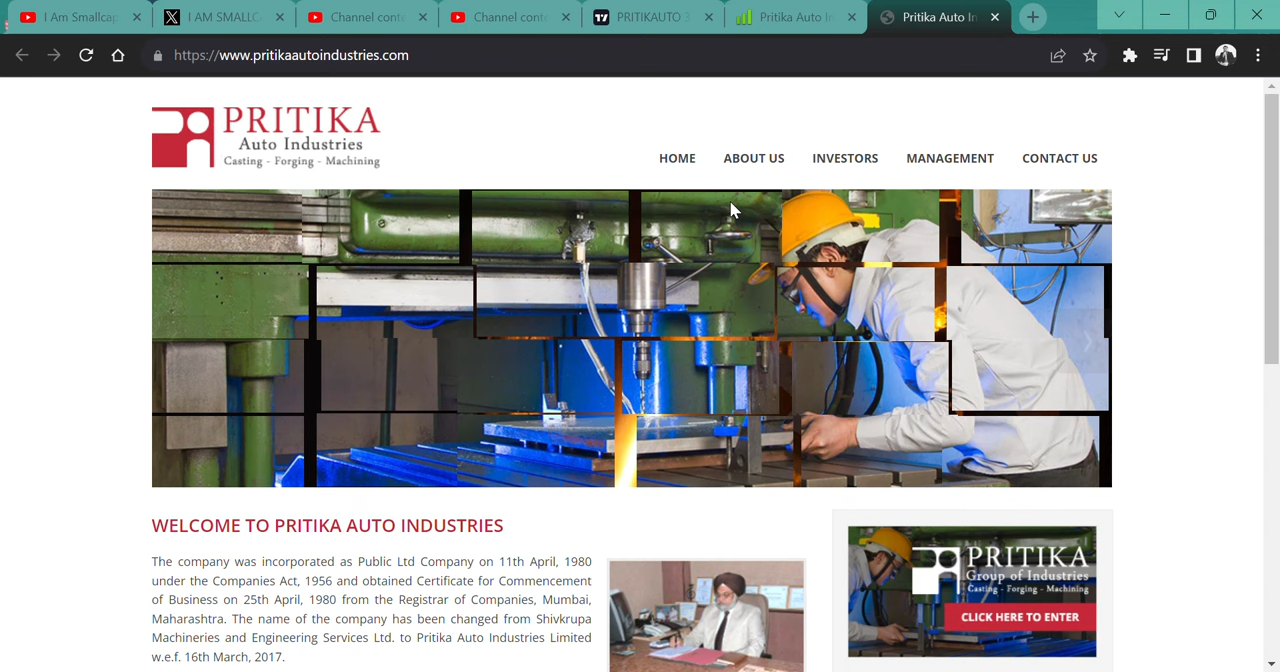 I Am Smallcap
I AM SMALLC
Channel cont
Channel cont
PRITIKAUTO 3
Pritika Auto In
Pritika Auto In
https://www.pritikaautoindustries.com
PRITIKA
Auto Industries
Casting - Forging - Machining
HOME
ABOUT US
INVESTORS
MANAGEMENT
CONTACT US
WELCOME TO PRITIKA AUTO INDUSTRIES
The company was incorporated as Public Ltd Company on 11th April, 1980
under the Companies Act, 1956 and obtained Certificate for Commencement
of Business on 25th April, 1980 from the Registrar of Companies, Mumbai,
Maharashtra. The name of the company has been changed from Shivkrupa
Machineries and Engineering Services Ltd. to Pritika Auto Industries Limited
w.e.f. 16th March, 2017.
PRITIKA
Group of Industries
Casting - Forging - Machining
CLICK HERE TO ENTER